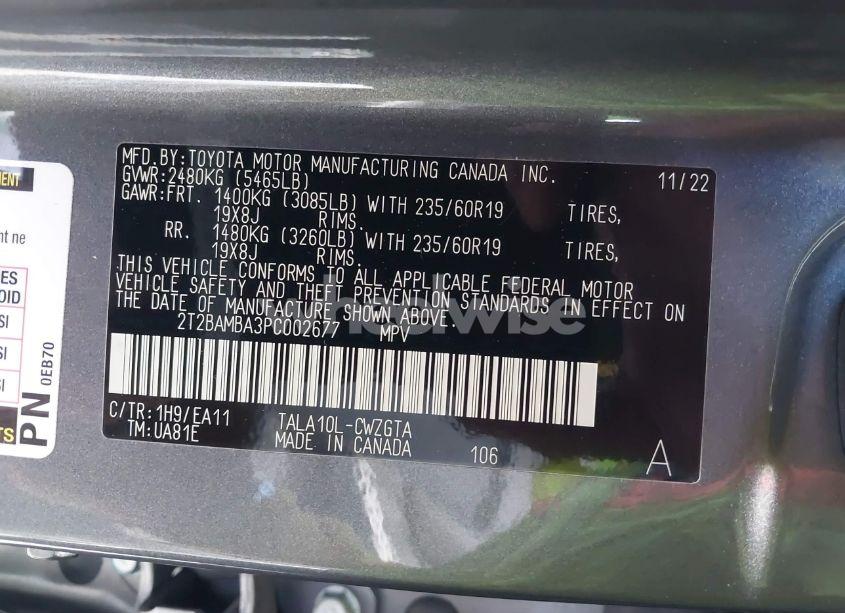 MFD.BY:TOYOTA MOTOR MANUFACTURING CANADA INC. 11/22
GVWR:2480KG (5465LB)
GAWR:FRT. 1400KG (3085LB) WITH 235/60R19 TIRES,
19X8J RIMS.
RR. 1480KG (3260LB) WITH 235/60R19 TIRES,
19X8J RIMS.
THIS VEHICLE CONFORMS TO ALL APPLICABLE FEDERAL MOTOR
VEHICLE SAFETY AND THEFT PREVENTION STANDARDS IN EFFECT ON
THE DATE OF MANUFACTURE SHOWN ABOVE.
2T2BAMBA3PC002677 MPV
C/TR:1H9/EA11 TALA10L-CWZGTA
TM:UA81E MADE IN CANADA 106 A
PN 0EB70